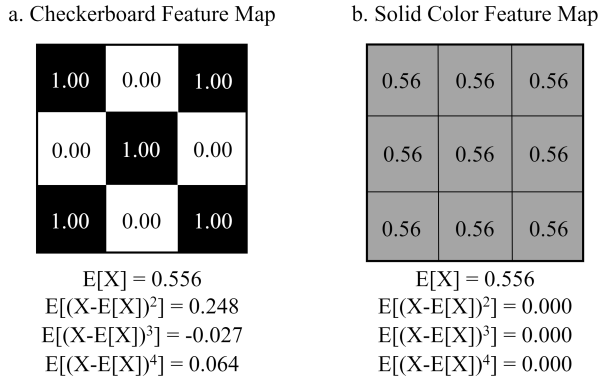 a. Checkerboard Feature Map
1.00 0.00 1.00
0.00 1.00 0.00
1.00 0.00 1.00
E[X] = 0.556
E[(X-E[X])²] = 0.248
E[(X-E[X])³] = -0.027
E[(X-E[X])⁴] = 0.064
b. Solid Color Feature Map
0.56 0.56 0.56
0.56 0.56 0.56
0.56 0.56 0.56
E[X] = 0.556
E[(X-E[X])²] = 0.000
E[(X-E[X])³] = 0.000
E[(X-E[X])⁴] = 0.000